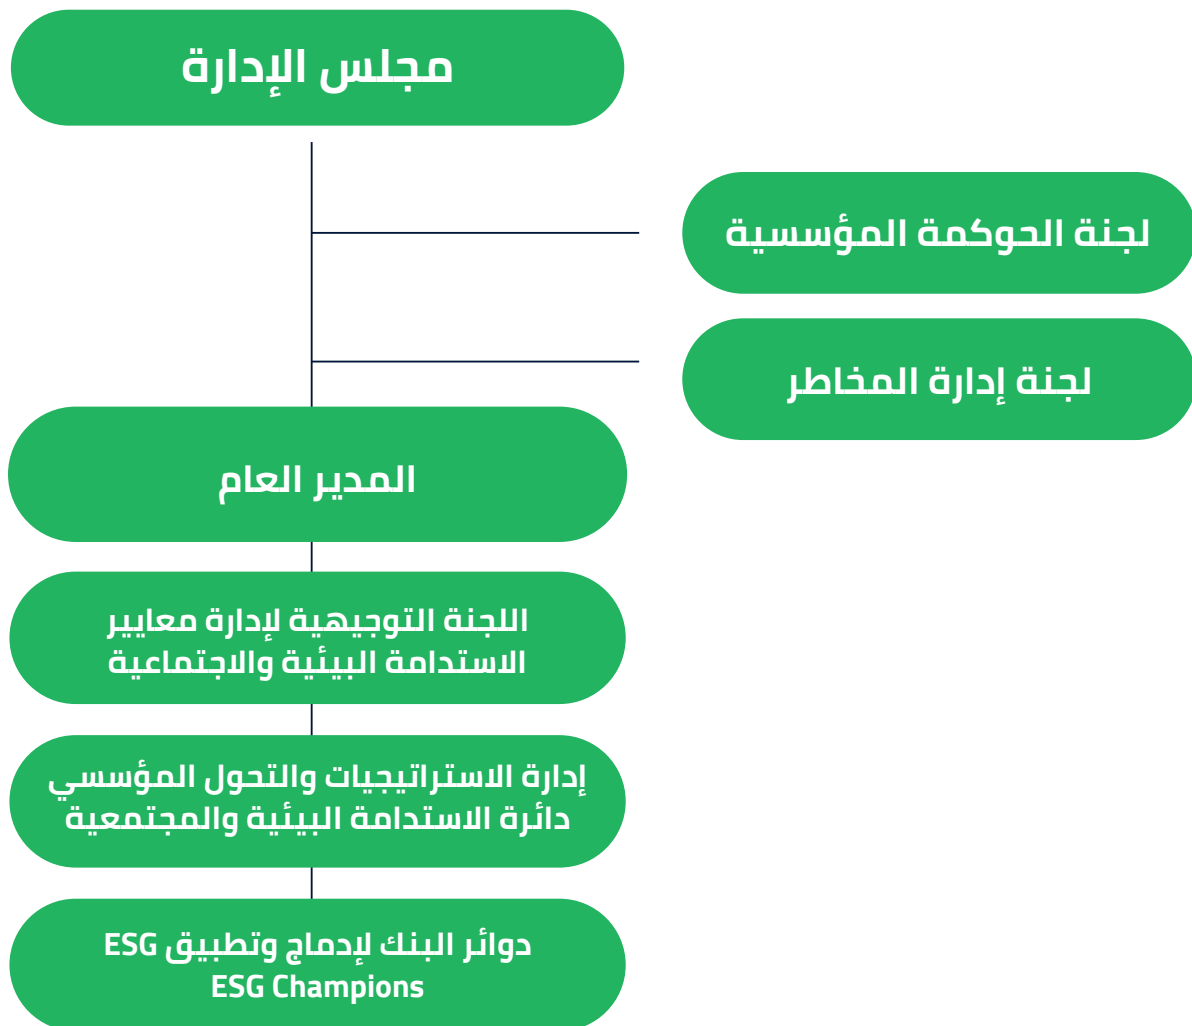 مجلس الإدارة
لجنة الحوكمة المؤسسية
لجنة إدارة المخاطر
المدير العام
اللجنة التوجيهية لإدارة معايير
الاستدامة البيئية والاجتماعية
إدارة الاستراتيجيات والتحول المؤسسي
دائرة الاستدامة البيئية والمجتمعية
دوائر البنك لإدماج وتطبيق ESG
ESG Champions